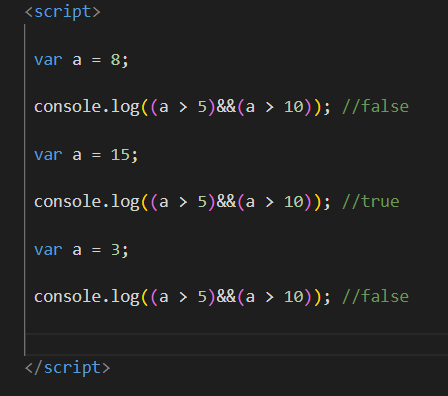 <script>
var a = 8;
console.log((a > 5)&&(a > 10)); //false
var a = 15;
console.log((a > 5)&&(a > 10)); //true
var a = 3;
console.log((a > 5)&&(a > 10)); //false
</script>